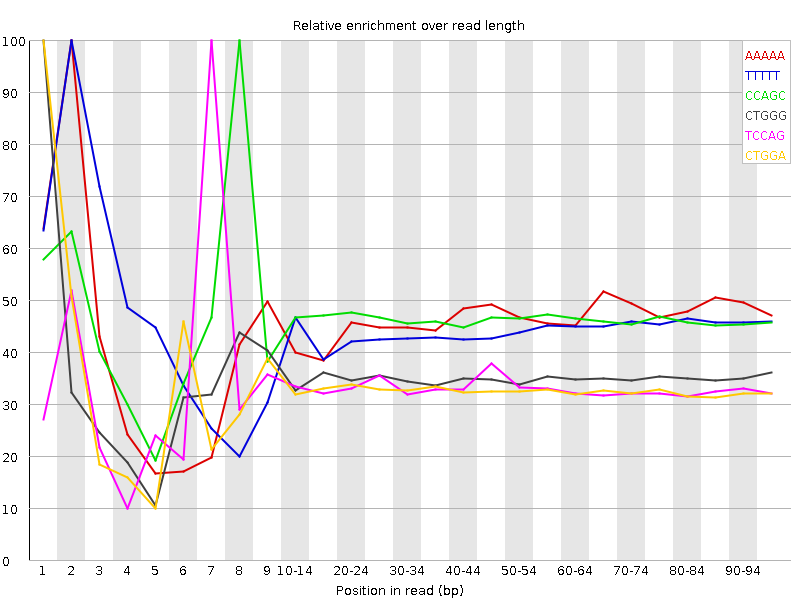 Relative enrichment over read length
100
90
80
70
60
50
40
30
20
10
0
AAAAA
TTTTT
CCAGC
CTGGG
TCCAG
CTGGA
1 2 3 4 5 6 7 8 9 10-14 20-24 30-34 40-44 50-54 60-64 70-74 80-84 90-94
Position in read (bp)